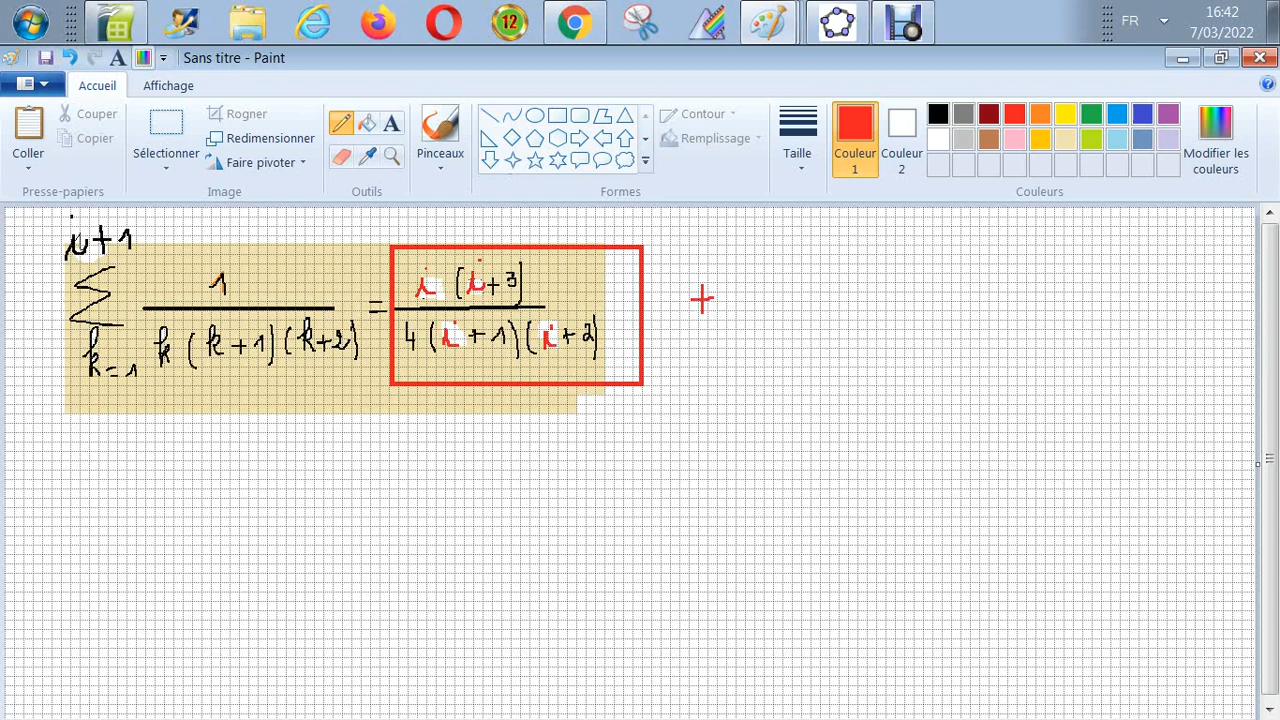 12
FR
16:42
7/03/2022
Sans titre - Paint
Accueil
Affichage
Coller
Couper
Copier
Presse-papiers
Sélectionner
Rogner
Redimensionner
Faire pivoter
Image
Outils
Pinceaux
Contour
Remplissage
Formes
Taille
Couleur 1
Couleur 2
Modifier les couleurs
Couleurs
i+1
∑ 1 / k(k+1)(k+2) = i(i+3) / 4(i+1)(i+2) +
k=1